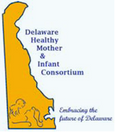 Delaware
Healthy
Mother
&
Infant
Consortium
Embracing the
future of Delaware